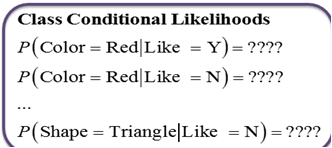 Class Conditional Likelihoods
P(Color = Red|Like = Y) = ????
P(Color = Red|Like = N) = ????
...
P(Shape = Triangle|Like = N) = ????